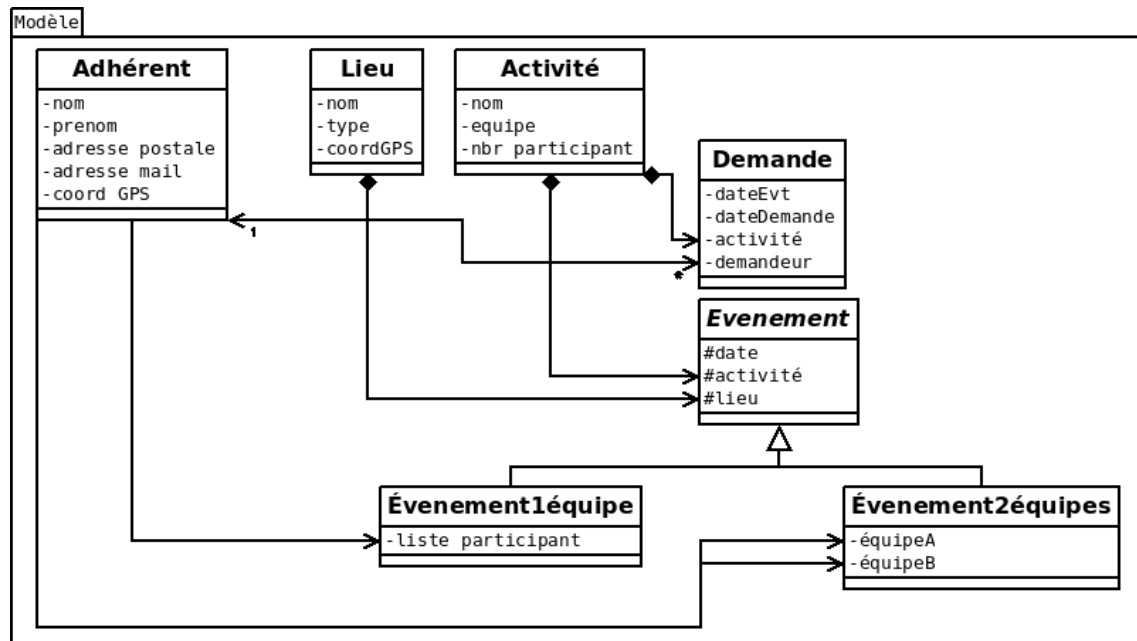 Modèle
Adhérent
-nom
-prenom
-adresse postale
-adresse mail
-coord GPS
Lieu
-nom
-type
-coordGPS
Activité
-nom
-equipe
-nbr participant
Demande
-dateEvt
-dateDemande
-activité
-demandeur
1
*
Evenement
#date
#activité
#lieu
Évenement1équipe
-liste participant
Évenement2équipes
-équipeA
-équipeB